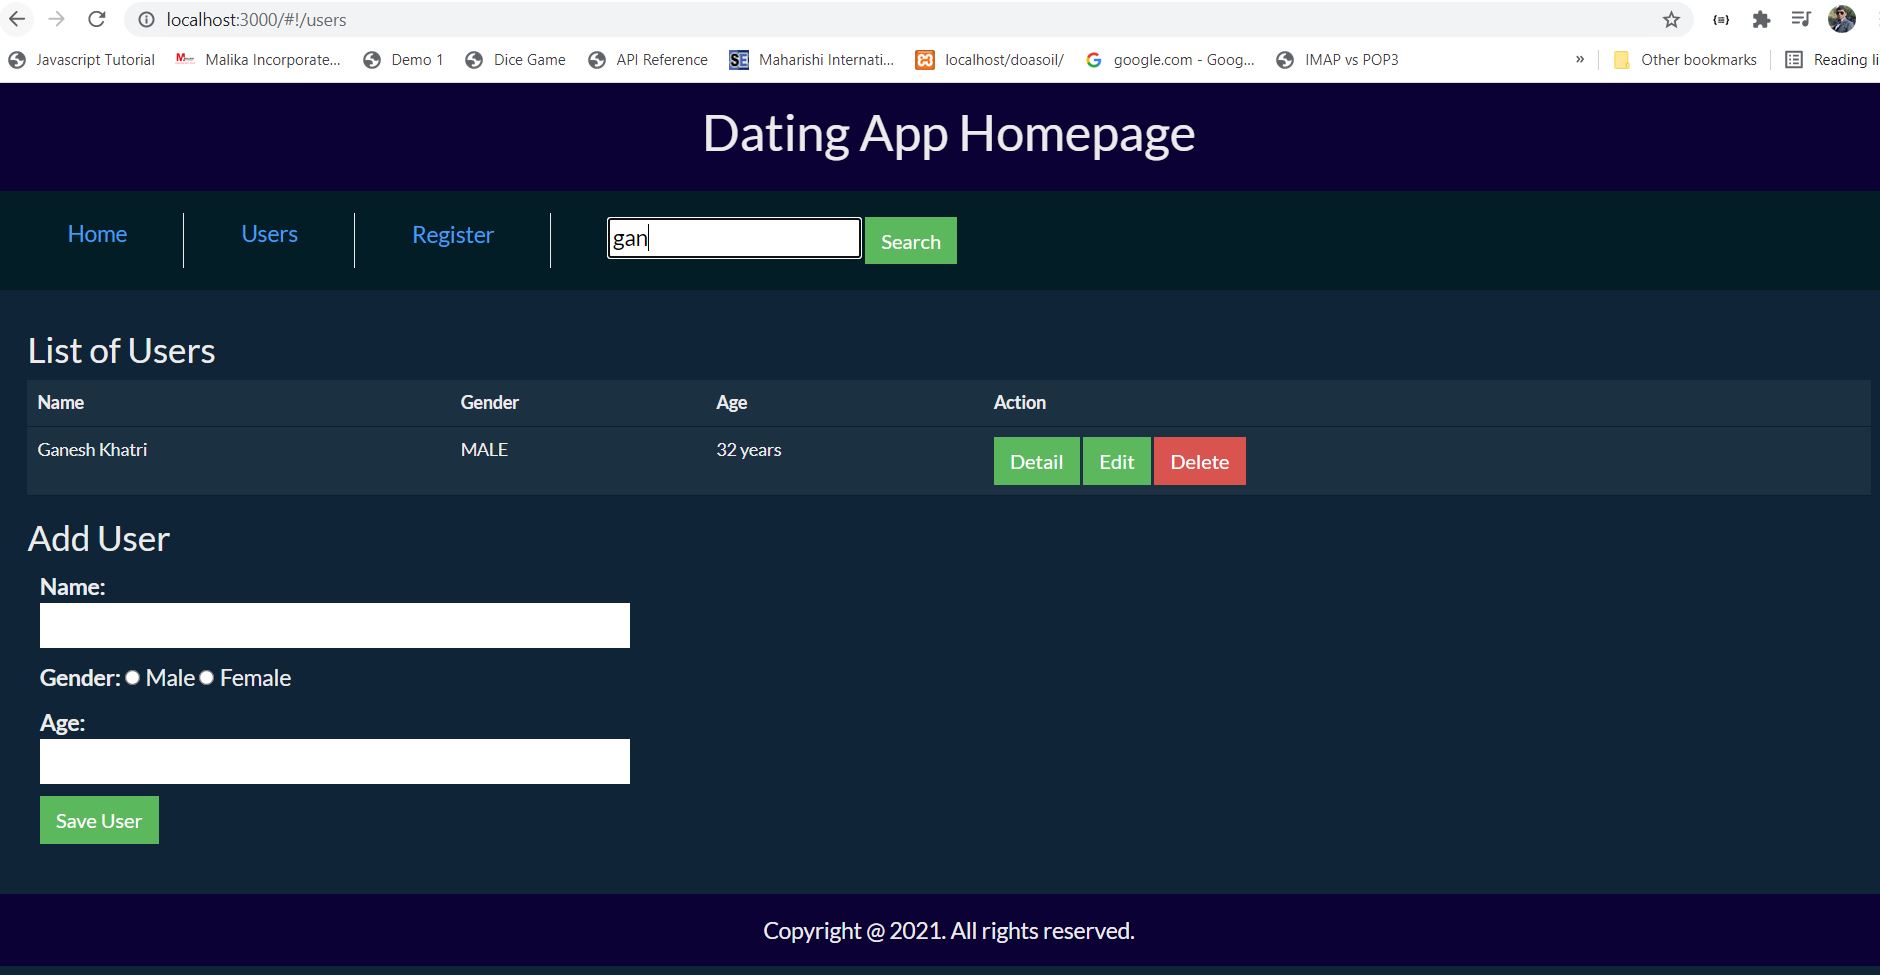 localhost:3000/#!/users
Javascript Tutorial Malika Incorporate... Demo 1 Dice Game API Reference SE Maharishi Internati... localhost/doasoil/ google.com - Goog... IMAP vs POP3 » Other bookmarks Reading li
Dating App Homepage
Home Users Register gan Search
List of Users
Name Gender Age Action
Ganesh Khatri MALE 32 years Detail Edit Delete
Add User
Name:
Gender: Male Female
Age:
Save User
Copyright @ 2021. All rights reserved.